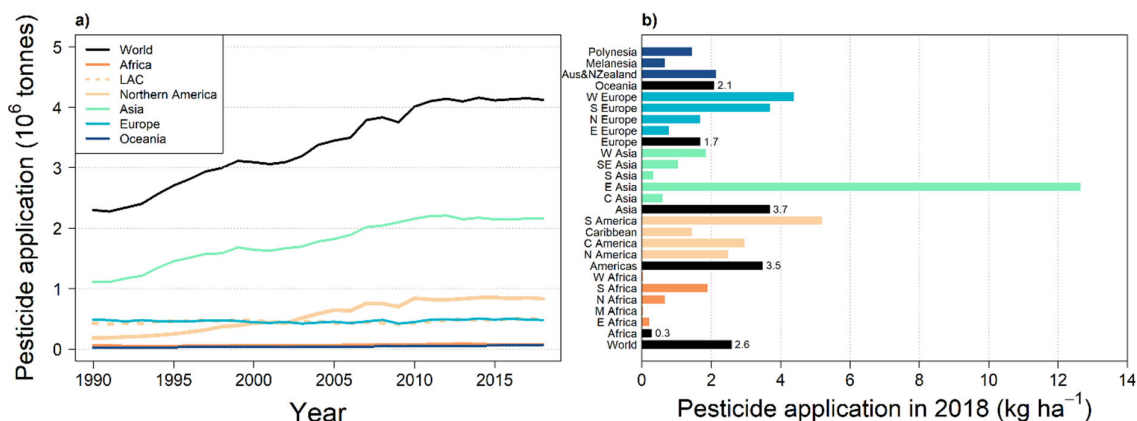 a)
Pesticide application (10⁶ tonnes)
5
4
3
2
1
0
World
Africa
LAC
Northern America
Asia
Europe
Oceania
1990
1995
2000
2005
2010
2015
Year
b)
Polynesia
Melanesia
Aus&NZealand
Oceania 2.1
W Europe
S Europe
N Europe
E Europe
Europe 1.7
W Asia
SE Asia
S Asia
E Asia
C Asia
Asia 3.7
S America
Caribbean
C America
N America
Americas 3.5
W Africa
S Africa
N Africa
M Africa
E Africa
Africa 0.3
World 2.6
0 2 4 6 8 10 12 14
Pesticide application in 2018 (kg ha⁻¹)